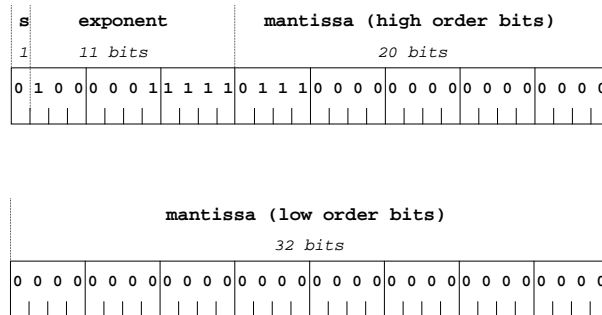 s exponent mantissa (high order bits)
1 11 bits 20 bits
0 1 0 0 0 0 0 1 1 1 1 1 0 1 1 1 0 0 0 0 0 0 0 0 0 0 0 0 0 0 0 0
mantissa (low order bits)
32 bits
0 0 0 0 0 0 0 0 0 0 0 0 0 0 0 0 0 0 0 0 0 0 0 0 0 0 0 0 0 0 0 0